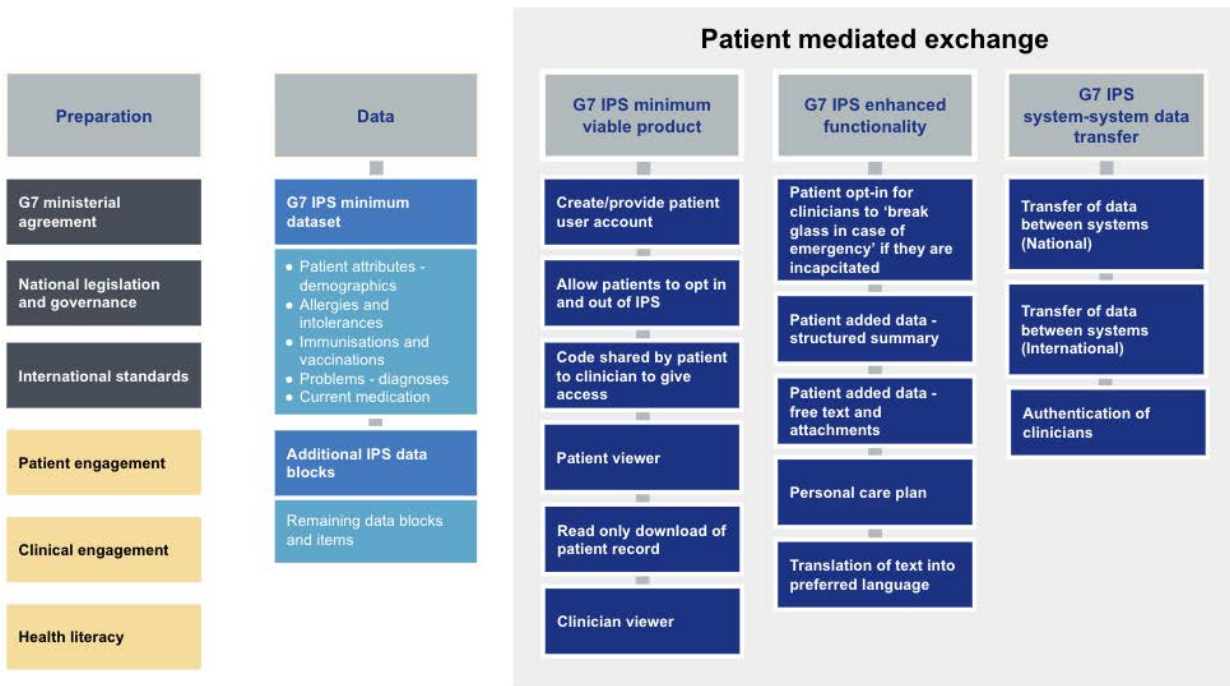 Patient mediated exchange
Preparation
G7 ministerial
agreement
National legislation
and governance
International standards
Patient engagement
Clinical engagement
Health literacy
Data
G7 IPS minimum
dataset
● Patient attributes -
demographics
● Allergies and
intolerances
● Immunisations and
vaccinations
● Problems - diagnoses
● Current medication
Additional IPS data
blocks
Remaining data blocks
and items
G7 IPS minimum
viable product
Create/provide patient
user account
Allow patients to opt in
and out of IPS
Code shared by patient
to clinician to give
access
Patient viewer
Read only download of
patient record
Clinician viewer
G7 IPS enhanced
functionality
Patient opt-in for
clinicians to ‘break
glass in case of
emergency’ if they are
incapcitated
Patient added data -
structured summary
Patient added data -
free text and
attachments
Personal care plan
Translation of text into
preferred language
G7 IPS
system-system data
transfer
Transfer of data
between systems
(National)
Transfer of data
between systems
(International)
Authentication of
clinicians